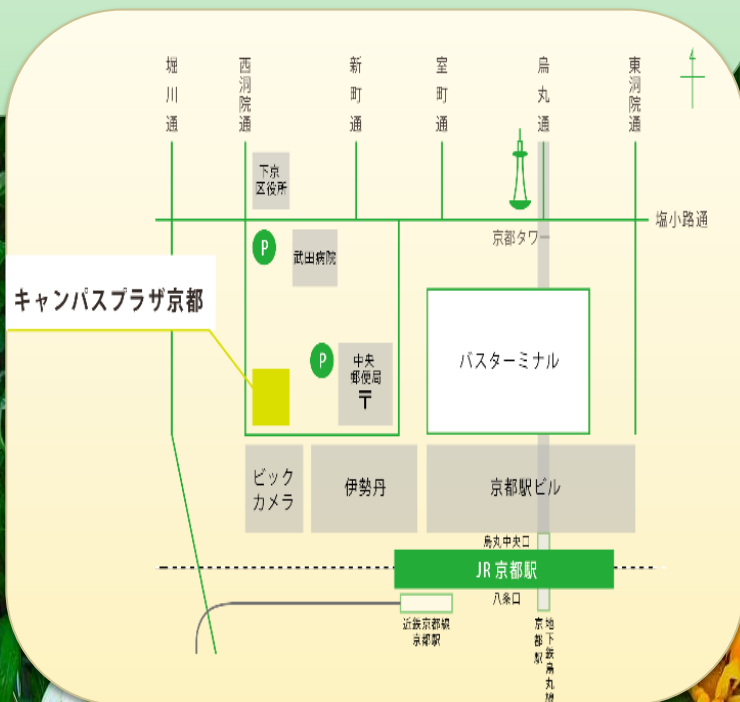 堀川通
西洞院通
新町通
室町通
烏丸通
東洞院通
下京
区役所
塩小路通
京都タワー
P
武田病院
キャンパスプラザ京都
P
中央
郵便局
〒
バスターミナル
ビック
カメラ
伊勢丹
京都駅ビル
烏丸中央口
JR 京都駅
八条口
近鉄京都線
京都駅
地下鉄烏丸線
京都駅